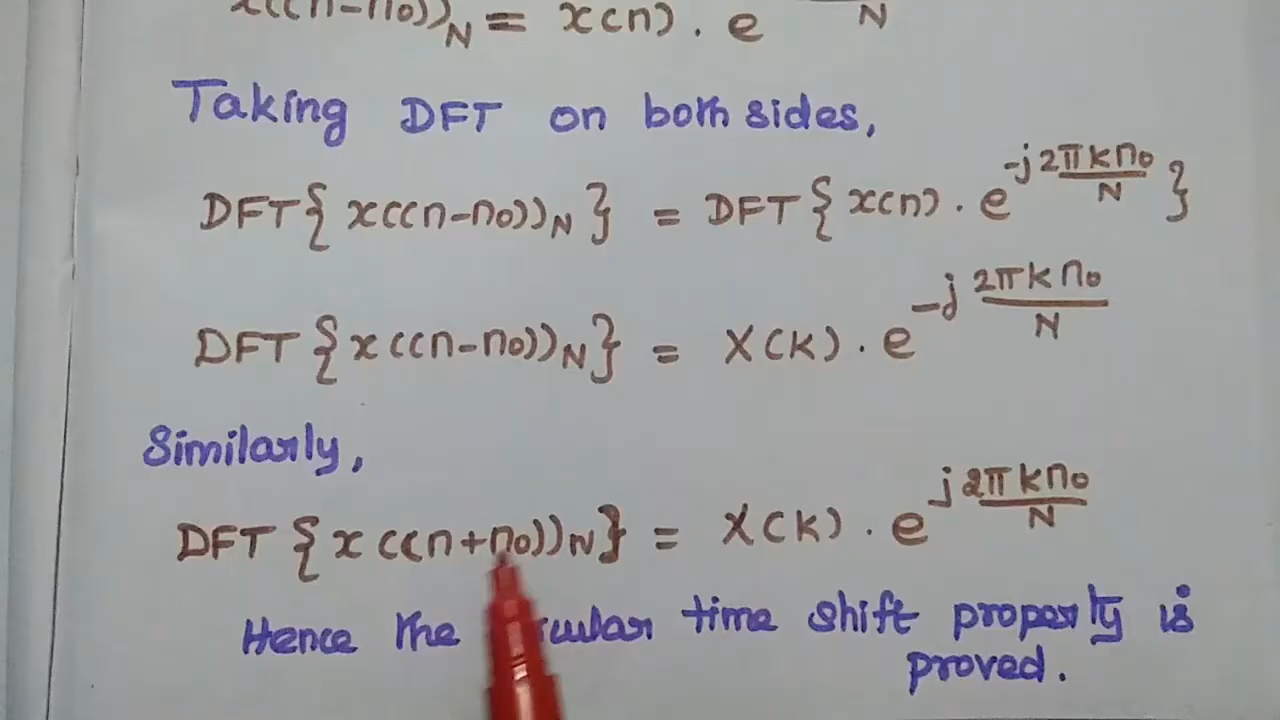 x((n-n0))N = x(n) . e N
Taking DFT on both sides,
DFT{x((n-n0))N} = DFT{x(n) . e^-j2πkn0/N}
DFT{x((n-n0))N} = X(K) . e^-j2πkn0/N
Similarly,
DFT{x((n+n0))N} = X(K) . e^j2πkn0/N
Hence the time shift property is
proved.